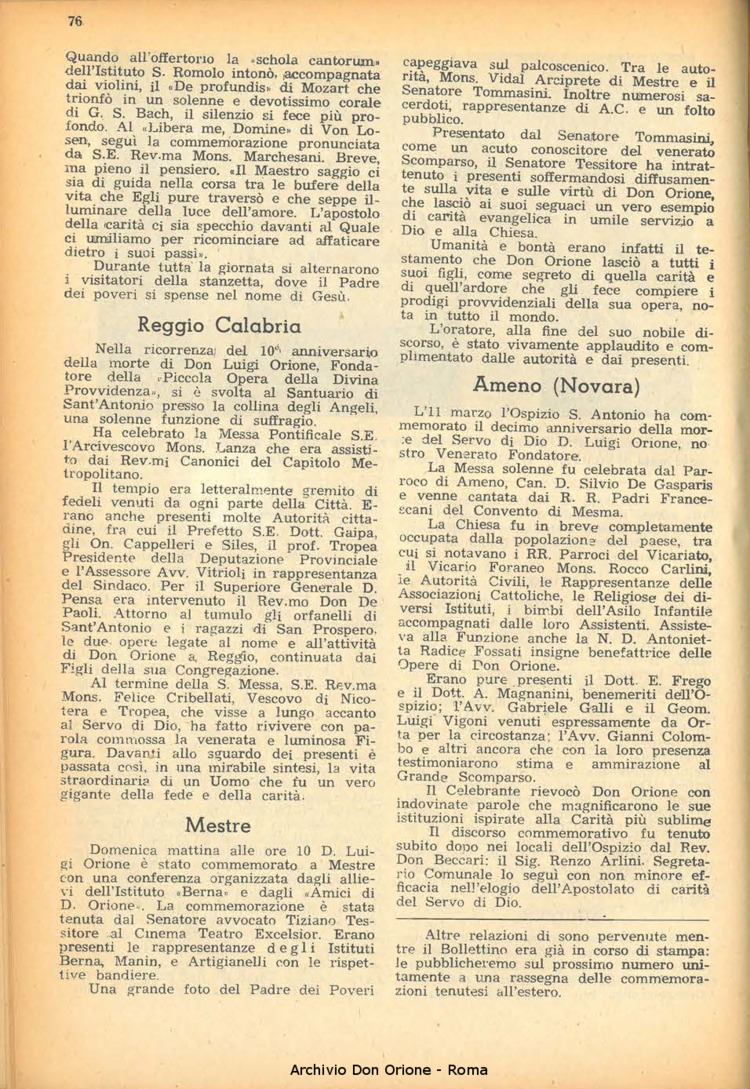 76
Quando all'offertorio la «schola cantorum»
dell'Istituto S. Romolo intonò, accompagnata
dai violini, il «De profundis» di Mozart che
trionfò in un solenne e devotissimo corale
di G. S. Bach, il silenzio si fece più pro-
fondo. Al «Libera me, Domine» di Von Lo-
sen, seguì la commemorazione pronunciata
da S.E. Rev.ma Mons. Marchesani. Breve,
ma pieno il pensiero. «Il Maestro saggio ci
sia di guida nella corsa tra le bufere della
vita che Egli pure traversò e che seppe il-
luminare della luce dell'amore. L'apostolo
della carità ci sia specchio davanti al Quale
ci umiliamo per ricominciare ad affaticare
dietro i suoi passi».
Durante tutta la giornata si alternarono
i visitatori della stanzetta, dove il Padre
dei poveri si spense nel nome di Gesù.
Reggio Calabria
Nella ricorrenza del 10° anniversario
della morte di Don Luigi Orione, Fonda-
tore della «Piccola Opera della Divina
Provvidenza», si è svolta al Santuario di
Sant'Antonio presso la collina degli Angeli,
una solenne funzione di suffragio.
Ha celebrato la Messa Pontificale S.E.
l'Arcivescovo Mons. Lanza che era assisti-
to dai Rev.mi Canonici del Capitolo Me-
tropolitano.
Il tempio era letteralmente gremito di
fedeli venuti da ogni parte della Città. E-
rano anche presenti molte Autorità citta-
dine, fra cui il Prefetto S.E. Dott. Gaipa,
gli On. Cappelleri e Siles, il prof. Tropea
Presidente della Deputazione Provinciale
e l'Assessore Avv. Vitrioli in rappresentanza
del Sindaco. Per il Superiore Generale D.
Pensa era intervenuto il Rev.mo Don De
Paoli. Attorno al tumulo gli orfanelli di
Sant'Antonio e i ragazzi di San Prospero,
le due opere legate al nome e all'attività
di Don Orione a Reggio, continuata dai
Figli della sua Congregazione.
Al termine della S. Messa, S.E. Rev.ma
Mons. Felice Cribellati, Vescovo di Nico-
tera e Tropea, che visse a lungo accanto
al Servo di Dio, ha fatto rivivere con pa-
rola commossa la venerata e luminosa Fi-
gura. Davanti allo sguardo dei presenti è
passata così, in una mirabile sintesi, la vita
straordinaria di un Uomo che fu un vero
gigante della fede e della carità.
Mestre
Domenica mattina alle ore 10 D. Lui-
gi Orione è stato commemorato a Mestre
con una conferenza organizzata dagli allie-
vi dell'Istituto «Berna» e dagli «Amici di
D. Orione». La commemorazione è stata
tenuta dal Senatore avvocato Tiziano Tes-
sitore al Cinema Teatro Excelsior. Erano
presenti le rappresentanze degli Istituti
Berna, Manin, e Artigianelli con le rispet-
tive bandiere.
Una grande foto del Padre dei Poveri
capeggiava sul palcoscenico. Tra le auto-
rità, Mons. Vidal Arciprete di Mestre e il
Senatore Tommasini. Inoltre numerosi sa-
cerdoti, rappresentanze di A.C. e un folto
pubblico.
Presentato dal Senatore Tommasini,
come un acuto conoscitore del venerato
Scomparso, il Senatore Tessitore ha intrat-
tenuto i presenti soffermandosi diffusamen-
te sulla vita e sulle virtù di Don Orione,
che lasciò ai suoi seguaci un vero esempio
di carità evangelica in umile servizio a
Dio e alla Chiesa.
Umanità e bontà erano infatti il te-
stamento che Don Orione lasciò a tutti i
suoi figli, come segreto di quella carità e
di quell'ardore che gli fece compiere i
prodigi provvidenziali della sua opera, no-
ta in tutto il mondo.
L'oratore, alla fine del suo nobile di-
scorso, è stato vivamente applaudito e com-
plimentato dalle autorità e dai presenti.
Ameno (Novara)
L'11 marzo l'Ospizio S. Antonio ha com-
memorato il decimo anniversario della mor-
te del Servo di Dio D. Luigi Orione, no
stro Venerato Fondatore.
La Messa solenne fu celebrata dal Par-
roco di Ameno, Can. D. Silvio De Gasparis
e venne cantata dai R. R. Padri France-
scani del Convento di Mesma.
La Chiesa fu in breve completamente
occupata dalla popolazione del paese, tra
cui si notavano i RR. Parroci del Vicariato,
il Vicario Foraneo Mons. Rocco Carlini,
le Autorità Civili, le Rappresentanze delle
Associazioni Cattoliche, le Religiose dei di-
versi Istituti, i bimbi dell'Asilo Infantile
accompagnati dalle loro Assistenti. Assiste-
va alla Funzione anche la N. D. Antoniet-
ta Radice Fossati insigne benefattrice delle
Opere di Don Orione.
Erano pure presenti il Dott. E. Frego
e il Dott. A. Magnanini, benemeriti dell'O-
spizio; l'Avv. Gabriele Galli e il Geom.
Luigi Vigoni venuti espressamente da Or-
ta per la circostanza; l'Avv. Gianni Colom-
bo e altri ancora che con la loro presenza
testimoniarono stima e ammirazione al
Grande Scomparso.
Il Celebrante rievocò Don Orione con
indovinate parole che magnificarono le sue
istituzioni ispirate alla Carità più sublime
Il discorso commemorativo fu tenuto
subito dopo nei locali dell'Ospizio dal Rev.
Don Beccari: il Sig. Renzo Arlini. Segreta-
rio Comunale lo seguì con non minore ef-
ficacia nell'elogio dell'Apostolato di carità
del Servo di Dio.
Altre relazioni di sono pervenute men-
tre il Bollettino era già in corso di stampa:
le pubblicheremo sul prossimo numero uni-
tamente a una rassegna delle commemora-
zioni tenutesi all'estero.
Archivio Don Orione - Roma